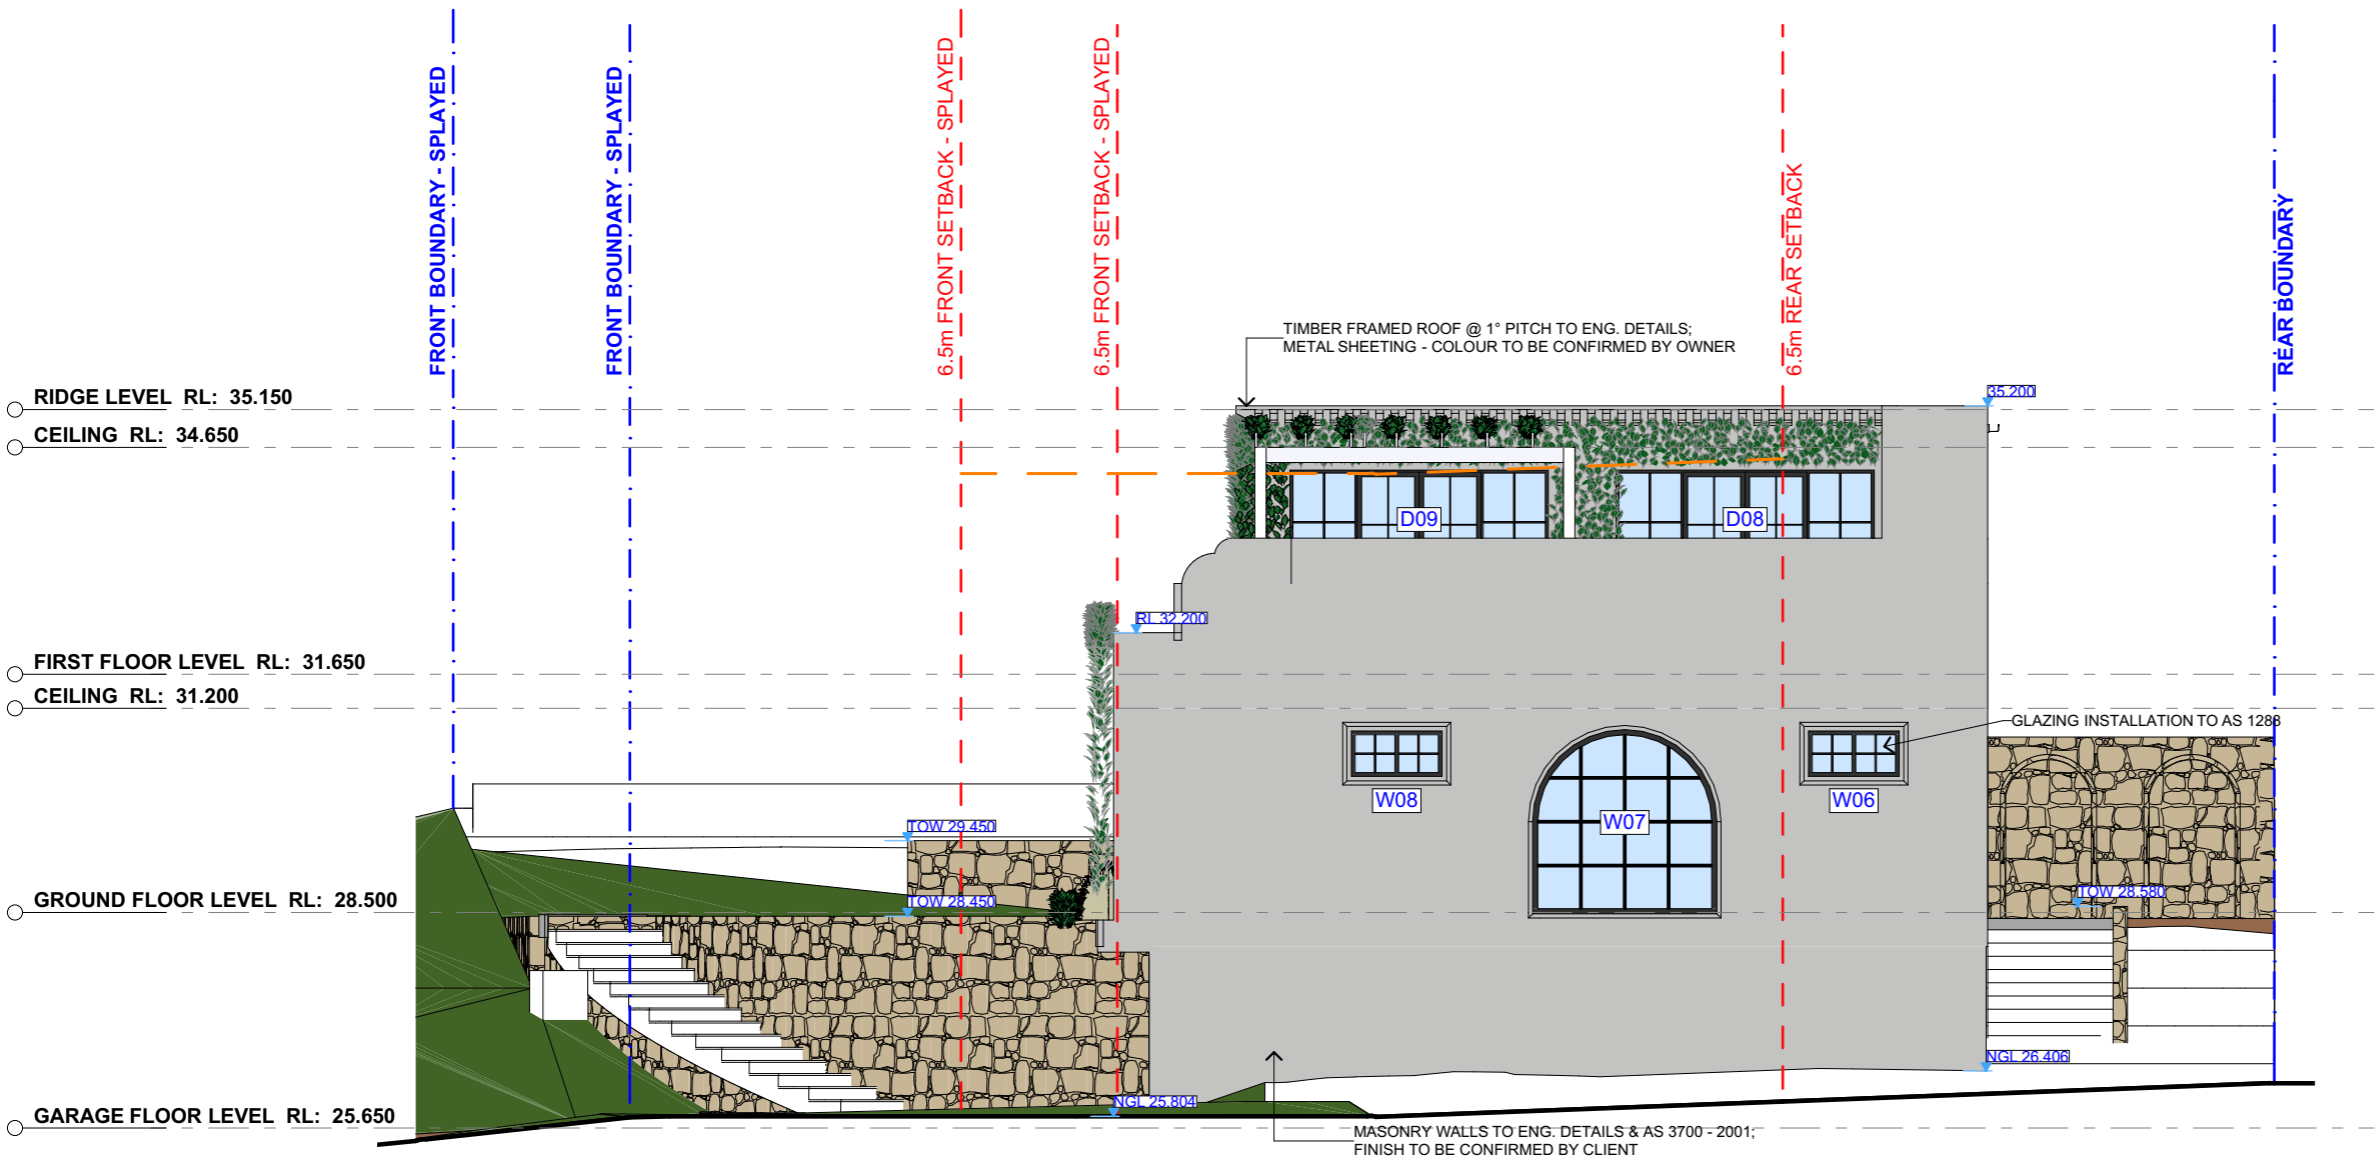 FRONT BOUNDARY - SPLAYED
FRONT BOUNDARY - SPLAYED
6.5m FRONT SETBACK - SPLAYED
6.5m FRONT SETBACK - SPLAYED
6.5m REAR SETBACK
REAR BOUNDARY
TIMBER FRAMED ROOF @ 1° PITCH TO ENG. DETAILS;
METAL SHEETING - COLOUR TO BE CONFIRMED BY OWNER
RIDGE LEVEL RL: 35.150
35.200
CEILING RL: 34.650
D09
D08
RL 32.200
FIRST FLOOR LEVEL RL: 31.650
CEILING RL: 31.200
GLAZING INSTALLATION TO AS 1288
W08
W07
W06
TOW 29.450
TOW 28.580
GROUND FLOOR LEVEL RL: 28.500
TOW 28.450
NGL 26.406
NGL 25.804
GARAGE FLOOR LEVEL RL: 25.650
MASONRY WALLS TO ENG. DETAILS & AS 3700 - 2001;
FINISH TO BE CONFIRMED BY CLIENT